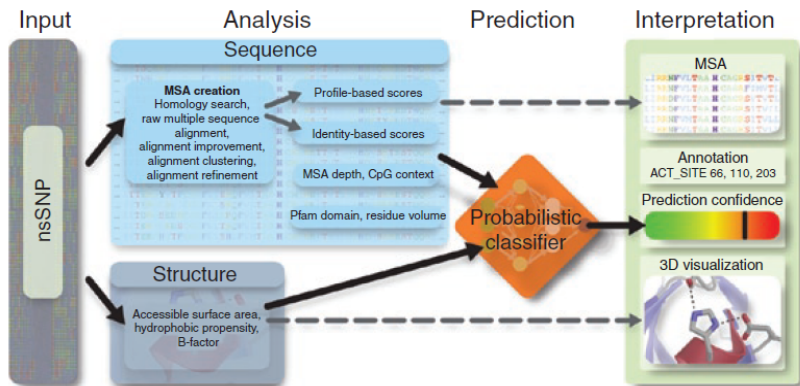 Input
Analysis
Prediction
Interpretation
nsSNP
Sequence
MSA creation
Homology search,
raw multiple sequence
alignment,
alignment improvement,
alignment clustering,
alignment refinement
Profile-based scores
Identity-based scores
MSA depth, CpG context
Pfam domain, residue volume
Structure
Accessible surface area,
hydrophobic propensity,
B-factor
Probabilistic
classifier
MSA
Annotation
ACT_SITE 66, 110, 203
Prediction confidence
3D visualization